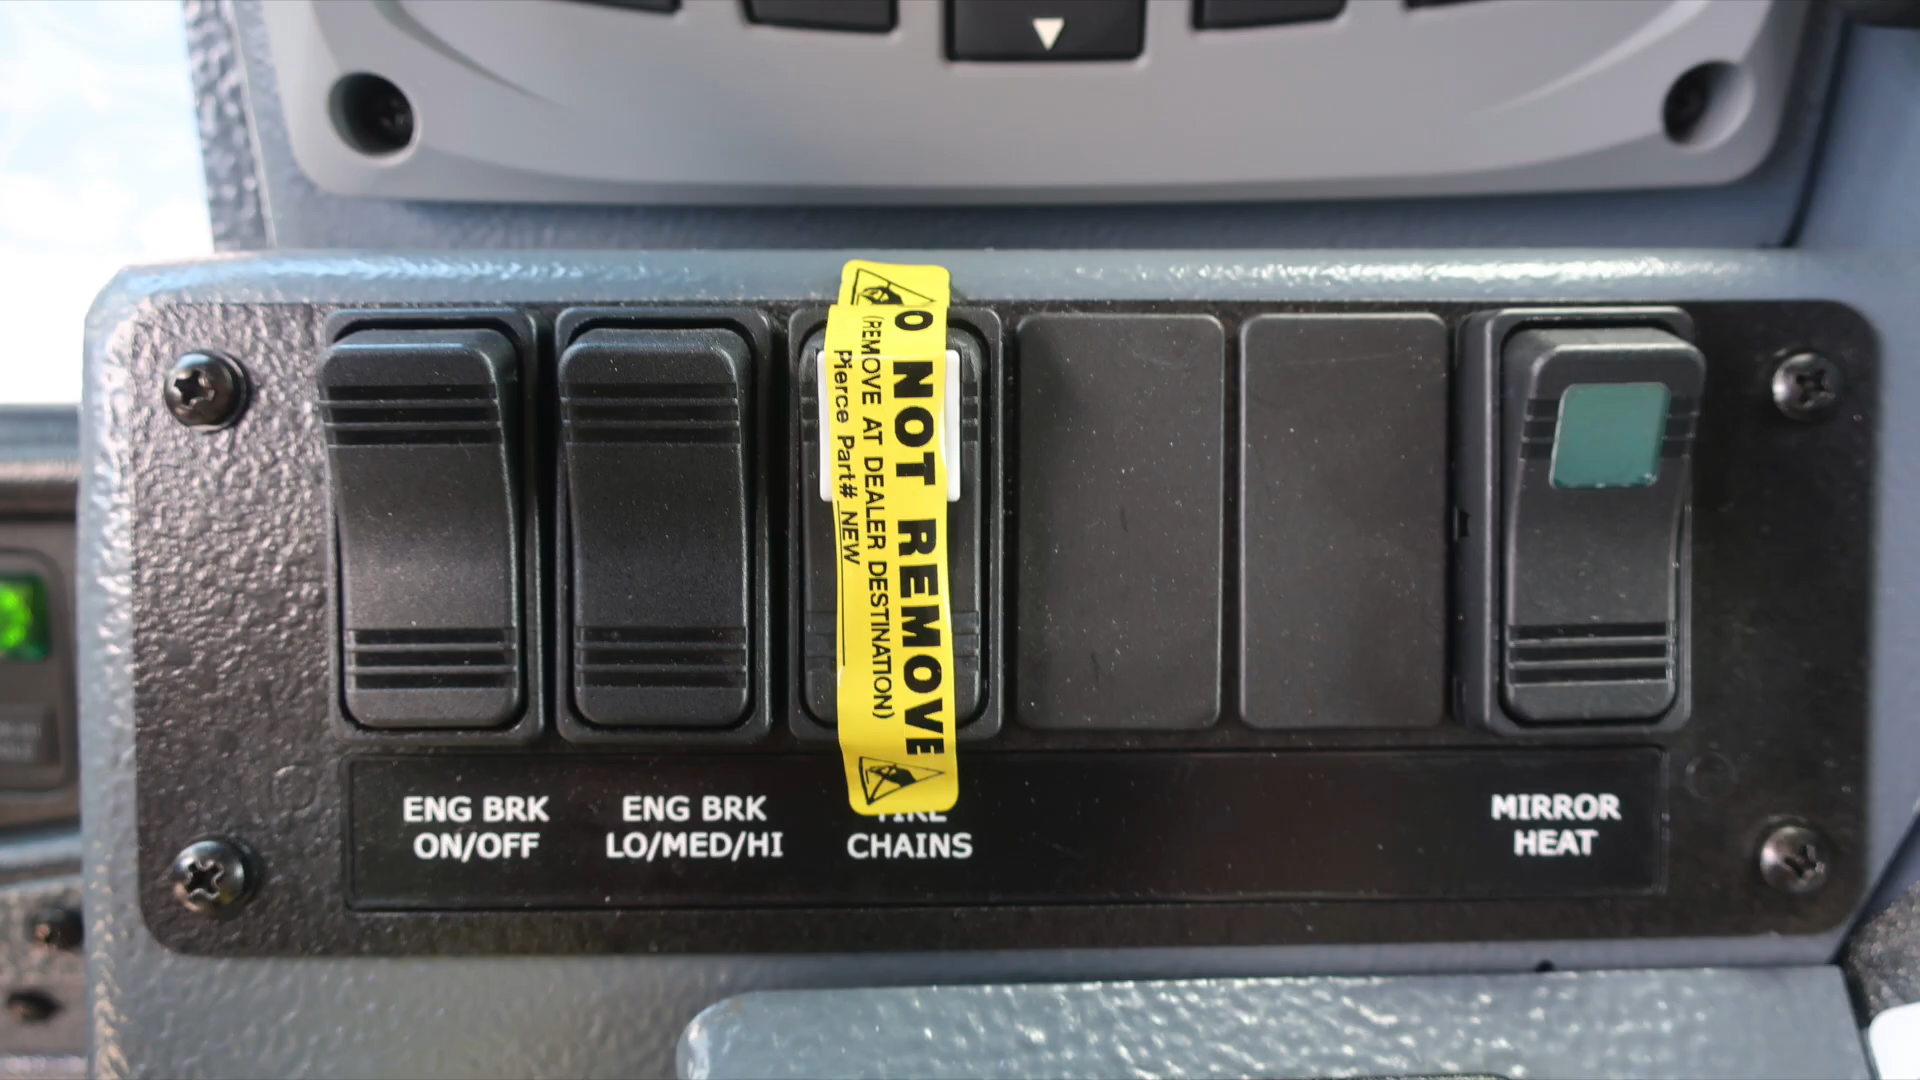 O NOT REMOVE
(REMOVE AT DEALER DESTINATION)
Pierce Part# NEW
ENG BRK
ON/OFF
ENG BRK
LO/MED/HI
TIRE
CHAINS
MIRROR
HEAT